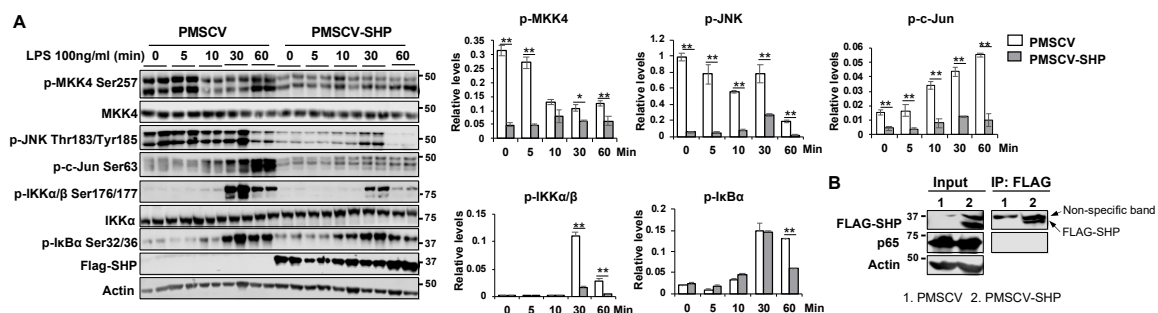 A
PMSCV PMSCV-SHP
LPS 100ng/ml (min) 0 5 10 30 60 0 5 10 30 60
p-MKK4 Ser257 50
MKK4 50
p-JNK Thr183/Tyr185 50
p-c-Jun Ser63 50
p-IKKα/β Ser176/177 75
IKKα 75
p-IκBα Ser32/36 37
Flag-SHP 37
Actin 50
p-MKK4
Relative levels
0.35
0.3
0.25
0.2
0.15
0.1
0.05
0
** ** * **
0 5 10 30 60 Min
p-JNK
Relative levels
1.2
1.0
0.8
0.6
0.4
0.2
0
** ** ** ** **
0 5 10 30 60 Min
p-c-Jun
Relative levels
0.06
0.05
0.04
0.03
0.02
0.01
0
** ** ** ** **
0 5 10 30 60 Min
PMSCV
PMSCV-SHP
p-IKKα/β
Relative levels
0.15
0.1
0.05
0
** **
0 5 10 30 60 Min
p-IκBα
Relative levels
0.2
0.15
0.1
0.05
0
**
0 5 10 30 60 Min
B
Input IP: FLAG
1 2 1 2
FLAG-SHP 37 Non-specific band
FLAG-SHP
p65 75
Actin 50
1. PMSCV 2. PMSCV-SHP